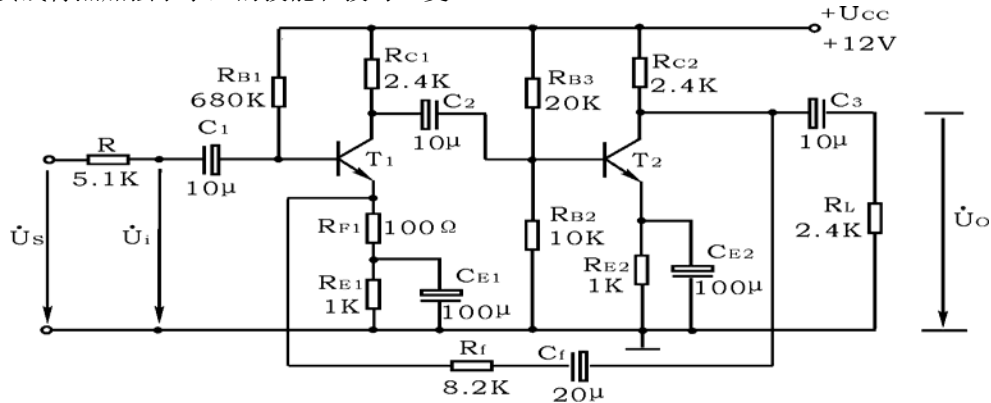 +UCC
+12V
RB1
680K
RC1
2.4K
C2
10μ
RB3
20K
RC2
2.4K
C3
10μ
C1
10μ
R
5.1K
T1
T2
U̇S
U̇i
RF1
100Ω
RE1
1K
CE1
100μ
RB2
10K
RE2
1K
CE2
100μ
RL
2.4K
U̇O
Rf
8.2K
Cf
20μ